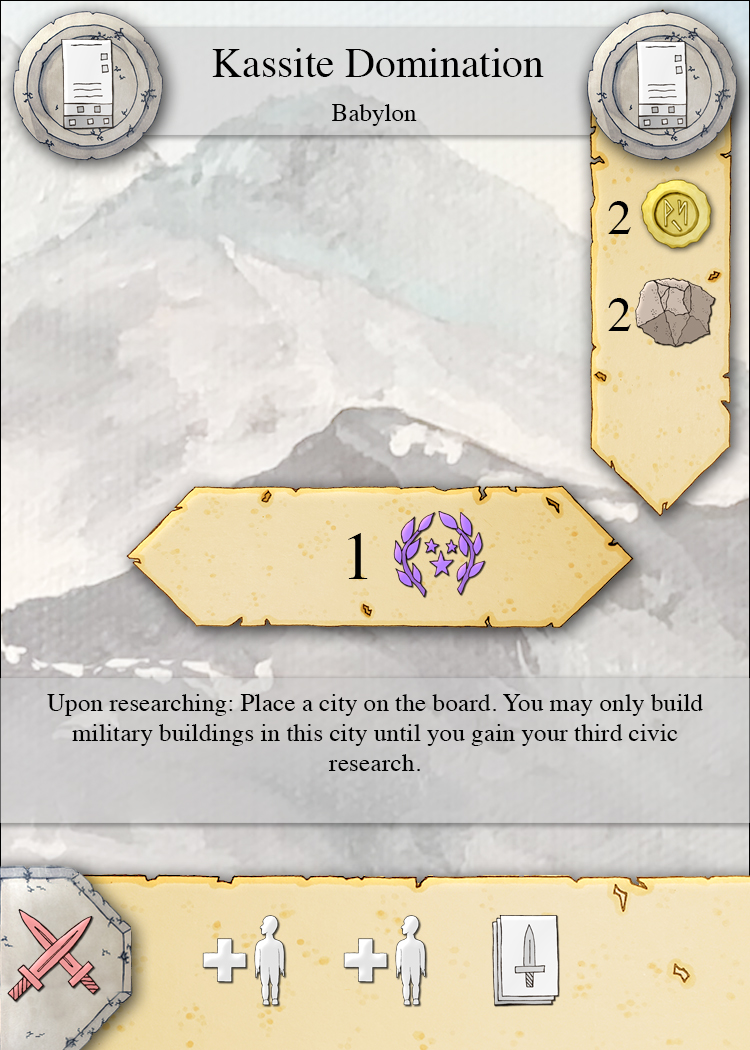 Kassite Domination
Babylon
2
2
1
Upon researching: Place a city on the board. You may only build
military buildings in this city until you gain your third civic
research.